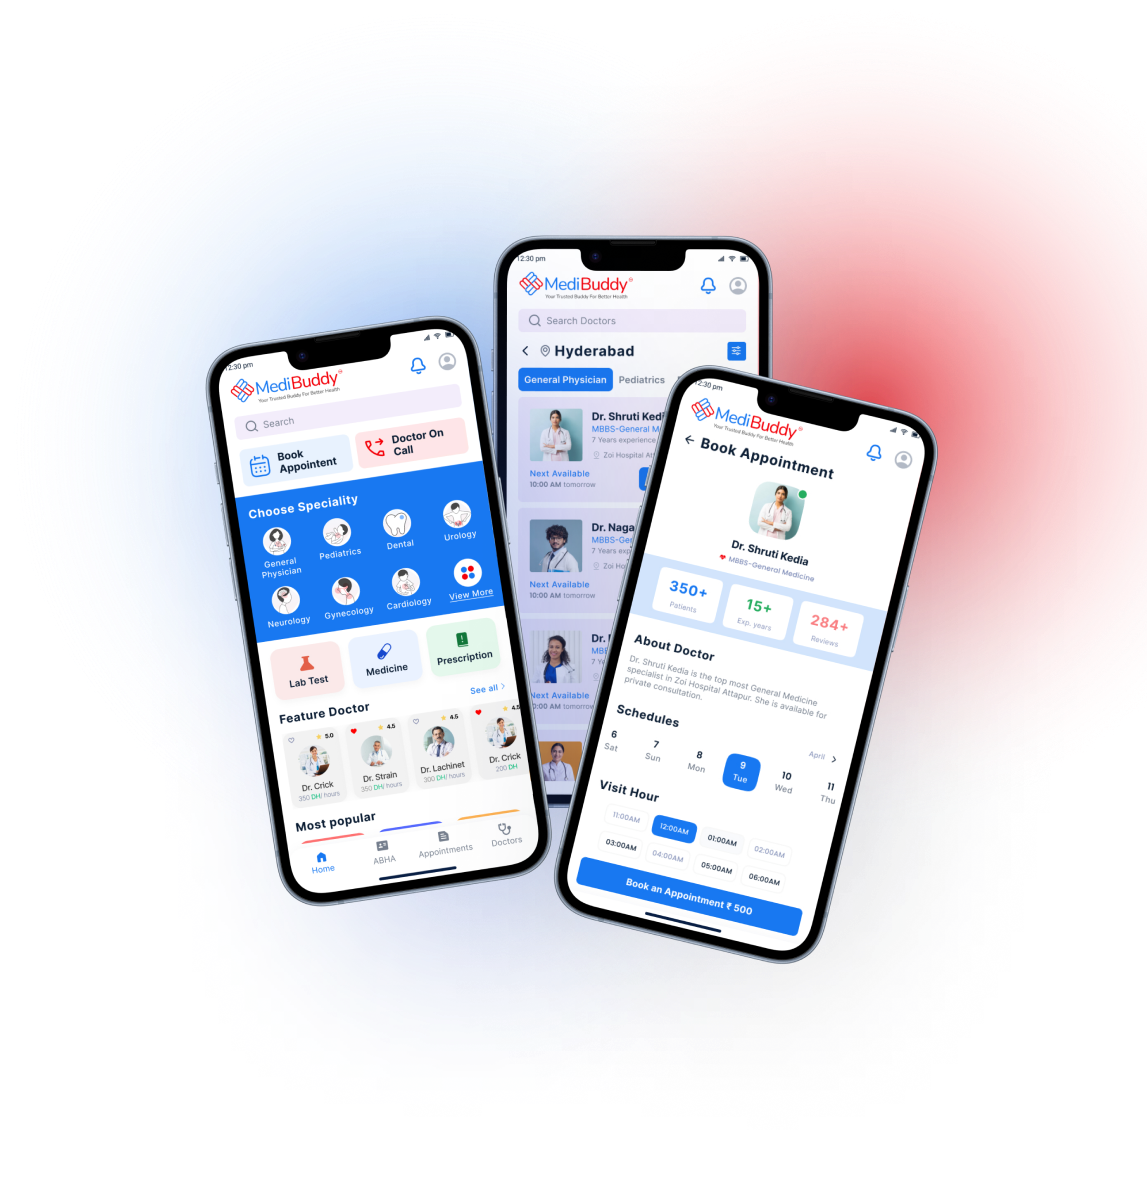 12:30 pm
MediBuddy
Your Trusted Buddy For Better Health
Search
Book
Appointent
Doctor On
Call
Choose Speciality
General
Physician
Pediatrics
Dental
Urology
Neurology
Gynecology
Cardiology
View More
Lab Test
Medicine
Prescription
See all
Feature Doctor
5.0
Dr. Crick
350 DH/ hours
4.5
Dr. Strain
350 DH/ hours
4.5
Dr. Lachinet
300 DH/ hours
4.5
Dr. Crick
200 DH
Most popular
Home
ABHA
Appointments
Doctors
12:30 pm
MediBuddy
Your Trusted Buddy For Better Health
Search Doctors
Hyderabad
General Physician
Pediatrics
Dr. Shruti Kedi
MBBS-General M
7 Years experience
Zoi Hospital Att
Next Available
10:00 AM tomorrow
Dr. Naga
MBBS-Ge
7 Years exp
Zoi Ho
Next Available
10:00 AM tomorrow
Dr.
MBB
7 Y
Next Available
10:00 AM tomorrow
12:30 pm
MediBuddy
Your Trusted Buddy For Better Health
Book Appointment
Dr. Shruti Kedia
MBBS-General Medicine
350+
Patients
15+
Exp. years
284+
Reviews
About Doctor
Dr. Shruti Kedia is the top most General Medicine
specialist in Zoi Hospital Attapur. She is available for
private consultation.
Schedules
April
6
Sat
7
Sun
8
Mon
9
Tue
10
Wed
11
Thu
Visit Hour
11:00AM
12:00AM
01:00AM
02:00AM
03:00AM
04:00AM
05:00AM
06:00AM
Book an Appointment ₹ 500